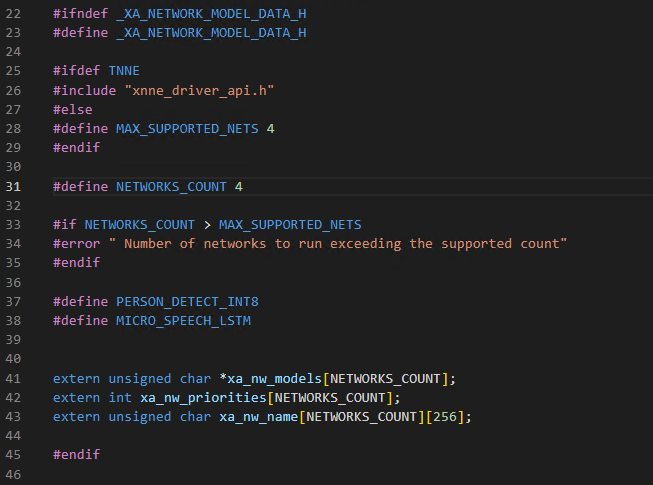 22 #ifndef _XA_NETWORK_MODEL_DATA_H
23 #define _XA_NETWORK_MODEL_DATA_H
24
25 #ifdef TNNE
26 #include "xnne_driver_api.h"
27 #else
28 #define MAX_SUPPORTED_NETS 4
29 #endif
30
31 #define NETWORKS_COUNT 4
32
33 #if NETWORKS_COUNT > MAX_SUPPORTED_NETS
34 #error " Number of networks to run exceeding the supported count"
35 #endif
36
37 #define PERSON_DETECT_INT8
38 #define MICRO_SPEECH_LSTM
39
40
41 extern unsigned char *xa_nw_models[NETWORKS_COUNT];
42 extern int xa_nw_priorities[NETWORKS_COUNT];
43 extern unsigned char xa_nw_name[NETWORKS_COUNT][256];
44
45 #endif
46